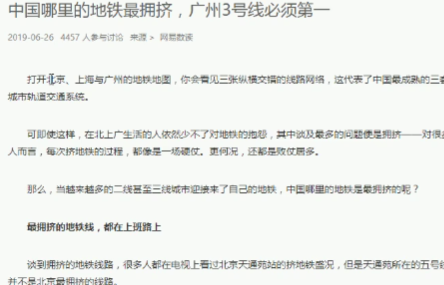 中国哪里的地铁最拥挤，广州3号线必须第一
2019-06-26 4457 人参与讨论 来源 > 网易数读
打开北京、上海与广州的地铁地图，你会看见三张纵横交横的线路网络，这代表了中国最成熟的三套
城市轨道交通系统。
可即使这样，在北上广生活的人依然少不了对地铁的抱怨，其中谈及最多的问题便是拥挤——对很多
人而言，每次挤地铁的过程，都像是一场硬仗。更何况，还都是败仗居多。
那么，当越来越多的二线甚至三线城市迎接来了自己的地铁，中国哪里的地铁是最拥挤的呢？
最拥挤的地铁线，都在上班路上
谈到拥挤的地铁线路，很多人都在电视上看过北京天通苑站的挤地铁盛况，但是天通苑所在的五号线
并不是北京最拥挤的线路。